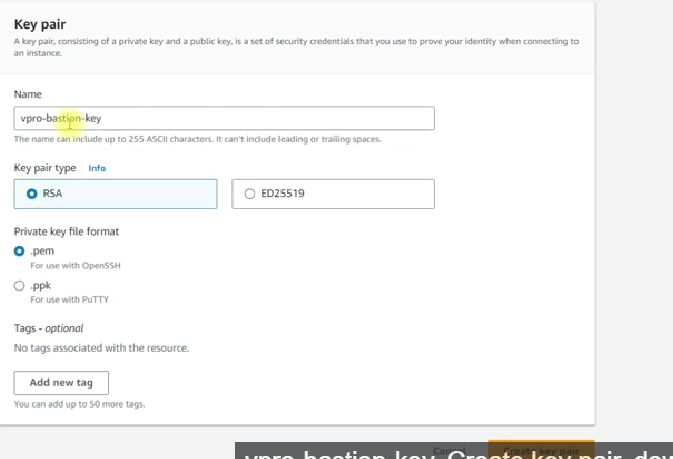 Key pair
A key pair, consisting of a private key and a public key, is a set of security credentials that you use to prove your identity when connecting to
an instance.
Name
vpro-bastion-key
The name can include up to 255 ASCII characters. It can't include leading or trailing spaces.
Key pair type Info
RSA ED25519
Private key file format
.pem
For use with OpenSSH
.ppk
For use with PuTTY
Tags - optional
No tags associated with the resource.
Add new tag
You can add up to 50 more tags.
Cancel Create key pair
vpro-bastion-key. Create key pair,